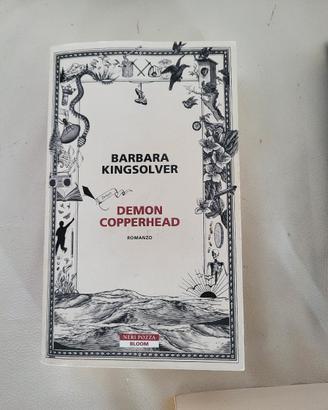 BARBARA
KINGSOLVER
DEMON
COPPERHEAD
ROMANZO
NERI POZZA
BLOOM